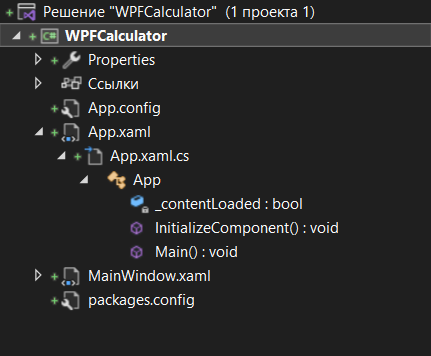 Решение "WPFCalculator" (1 проекта 1)
WPFCalculator
Properties
Ссылки
App.config
App.xaml
App.xaml.cs
App
_contentLoaded : bool
InitializeComponent() : void
Main() : void
MainWindow.xaml
packages.config